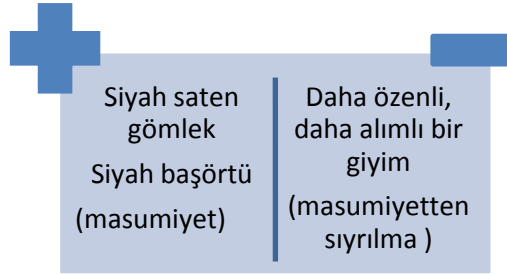 Siyah saten
gömlek
Siyah başörtü
(masumiyet)
Daha özenli,
daha alımlı bir
giyim
(masumiyetten
sıyrılma )